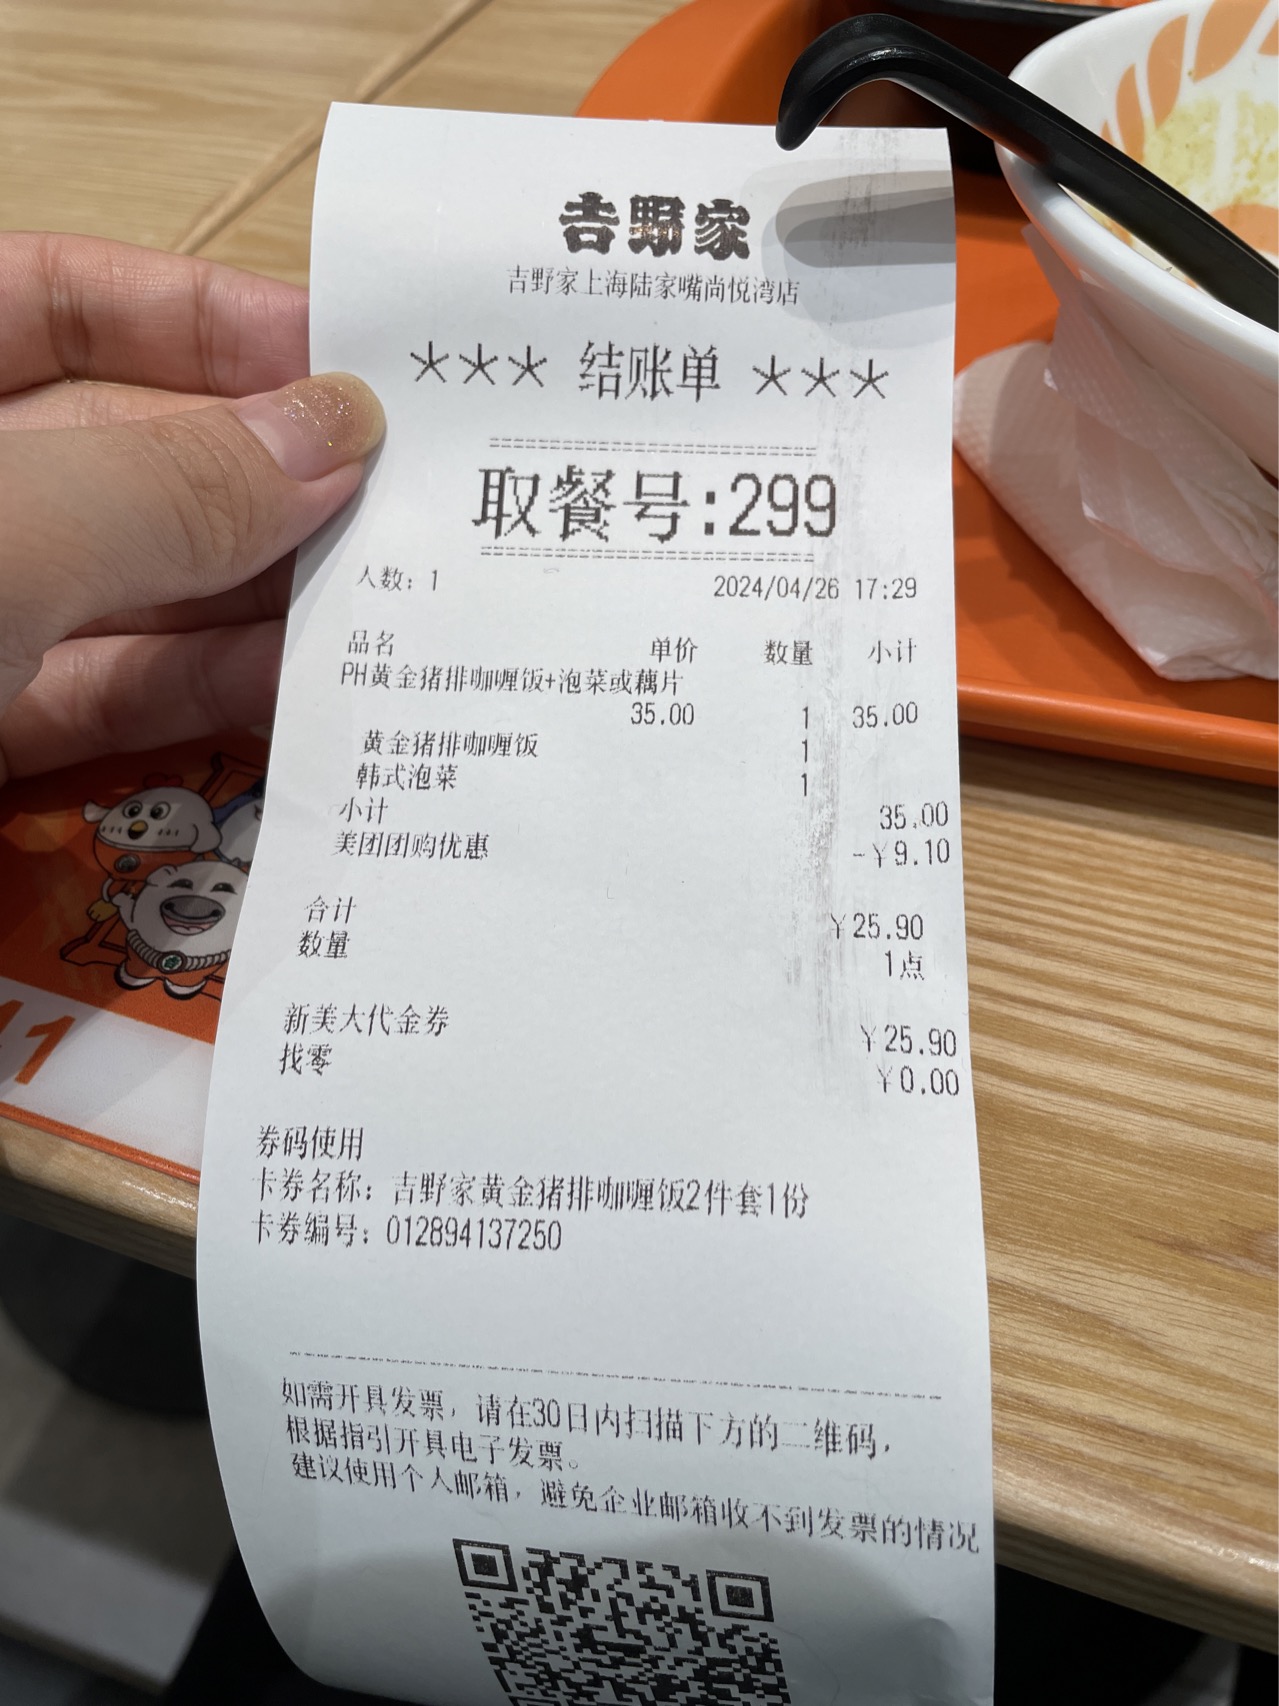 吉野家
吉野家上海陆家嘴尚悦湾店
*** 结账单 ***
取餐号:299
人数：1 2024/04/26 17:29
品名 单价 数量 小计
PH黄金猪排咖喱饭+泡菜或藕片
35.00 1 35.00
黄金猪排咖喱饭 1
韩式泡菜 1
小计 35.00
美团团购优惠 -￥9.10
合计 ￥25.90
数量 1点
新美大代金券 ￥25.90
找零 ￥0.00
券码使用
卡券名称：吉野家黄金猪排咖喱饭2件套1份
卡券编号：012894137250
如需开具发票，请在30日内扫描下方的二维码，
根据指引开具电子发票。
建议使用个人邮箱，避免企业邮箱收不到发票的情况